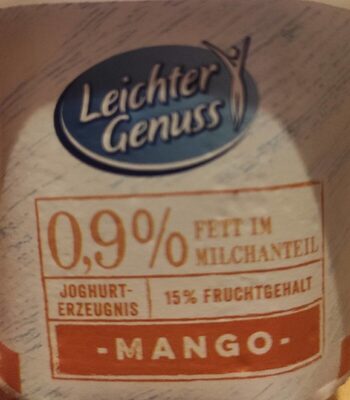 Leichter
Genuss
0,9% FETT IM
MILCHANTEIL
JOGHURT-
ERZEUGNIS
15% FRUCHTGEHALT
- MANGO -